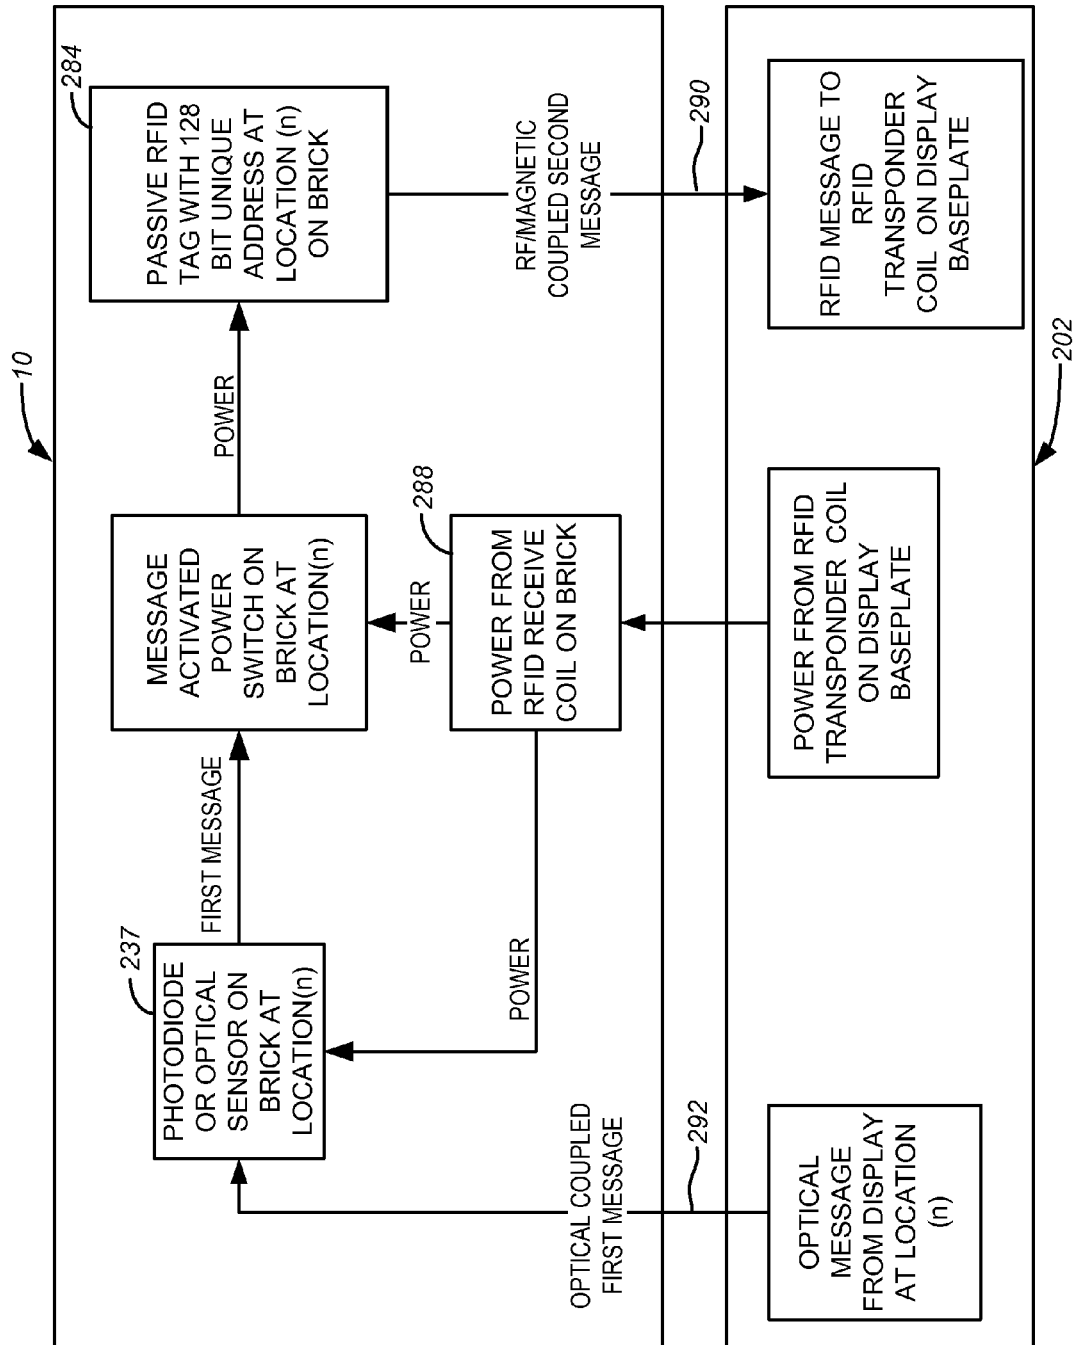 10
237
PHOTODIODE
OR OPTICAL
SENSOR ON
BRICK AT
LOCATION(n)
FIRST MESSAGE
MESSAGE
ACTIVATED
POWER
SWITCH ON
BRICK AT
LOCATION(n)
POWER
284
PASSIVE RFID
TAG WITH 128
BIT UNIQUE
ADDRESS AT
LOCATION (n)
ON BRICK
POWER
POWER
288
POWER FROM
RFID RECEIVE
COIL ON BRICK
OPTICAL COUPLED
FIRST MESSAGE
292
RF/MAGNETIC
COUPLED SECOND
MESSAGE
290
OPTICAL
MESSAGE
FROM DISPLAY
AT LOCATION
(n)
POWER FROM RFID
TRANSPONDER COIL
ON DISPLAY
BASEPLATE
RFID MESSAGE TO
RFID
TRANSPONDER
COIL ON DISPLAY
BASEPLATE
202